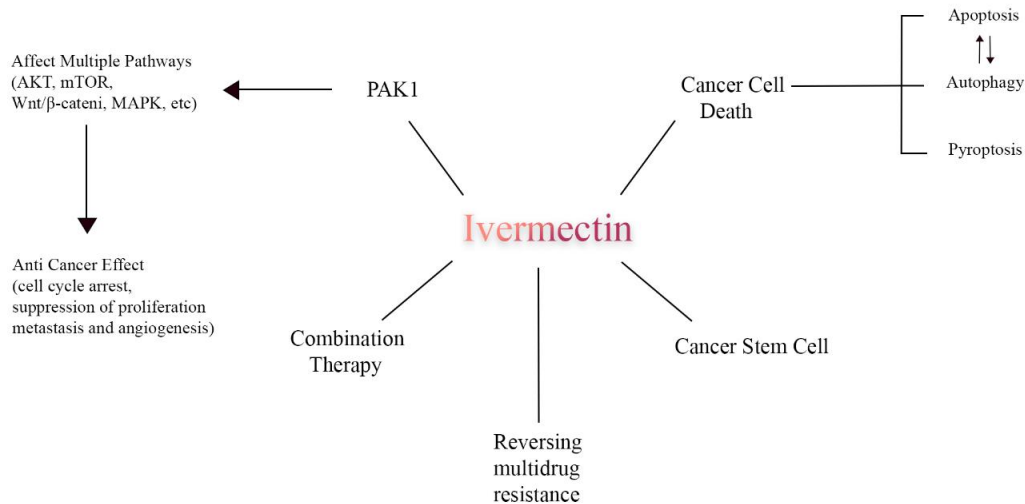 Affect Multiple Pathways
(AKT, mTOR,
Wnt/β-cateni, MAPK, etc)
PAK1
Cancer Cell
Death
Apoptosis
Autophagy
Pyroptosis
Ivermectin
Anti Cancer Effect
(cell cycle arrest,
suppression of proliferation
metastasis and angiogenesis)
Combination
Therapy
Cancer Stem Cell
Reversing
multidrug
resistance